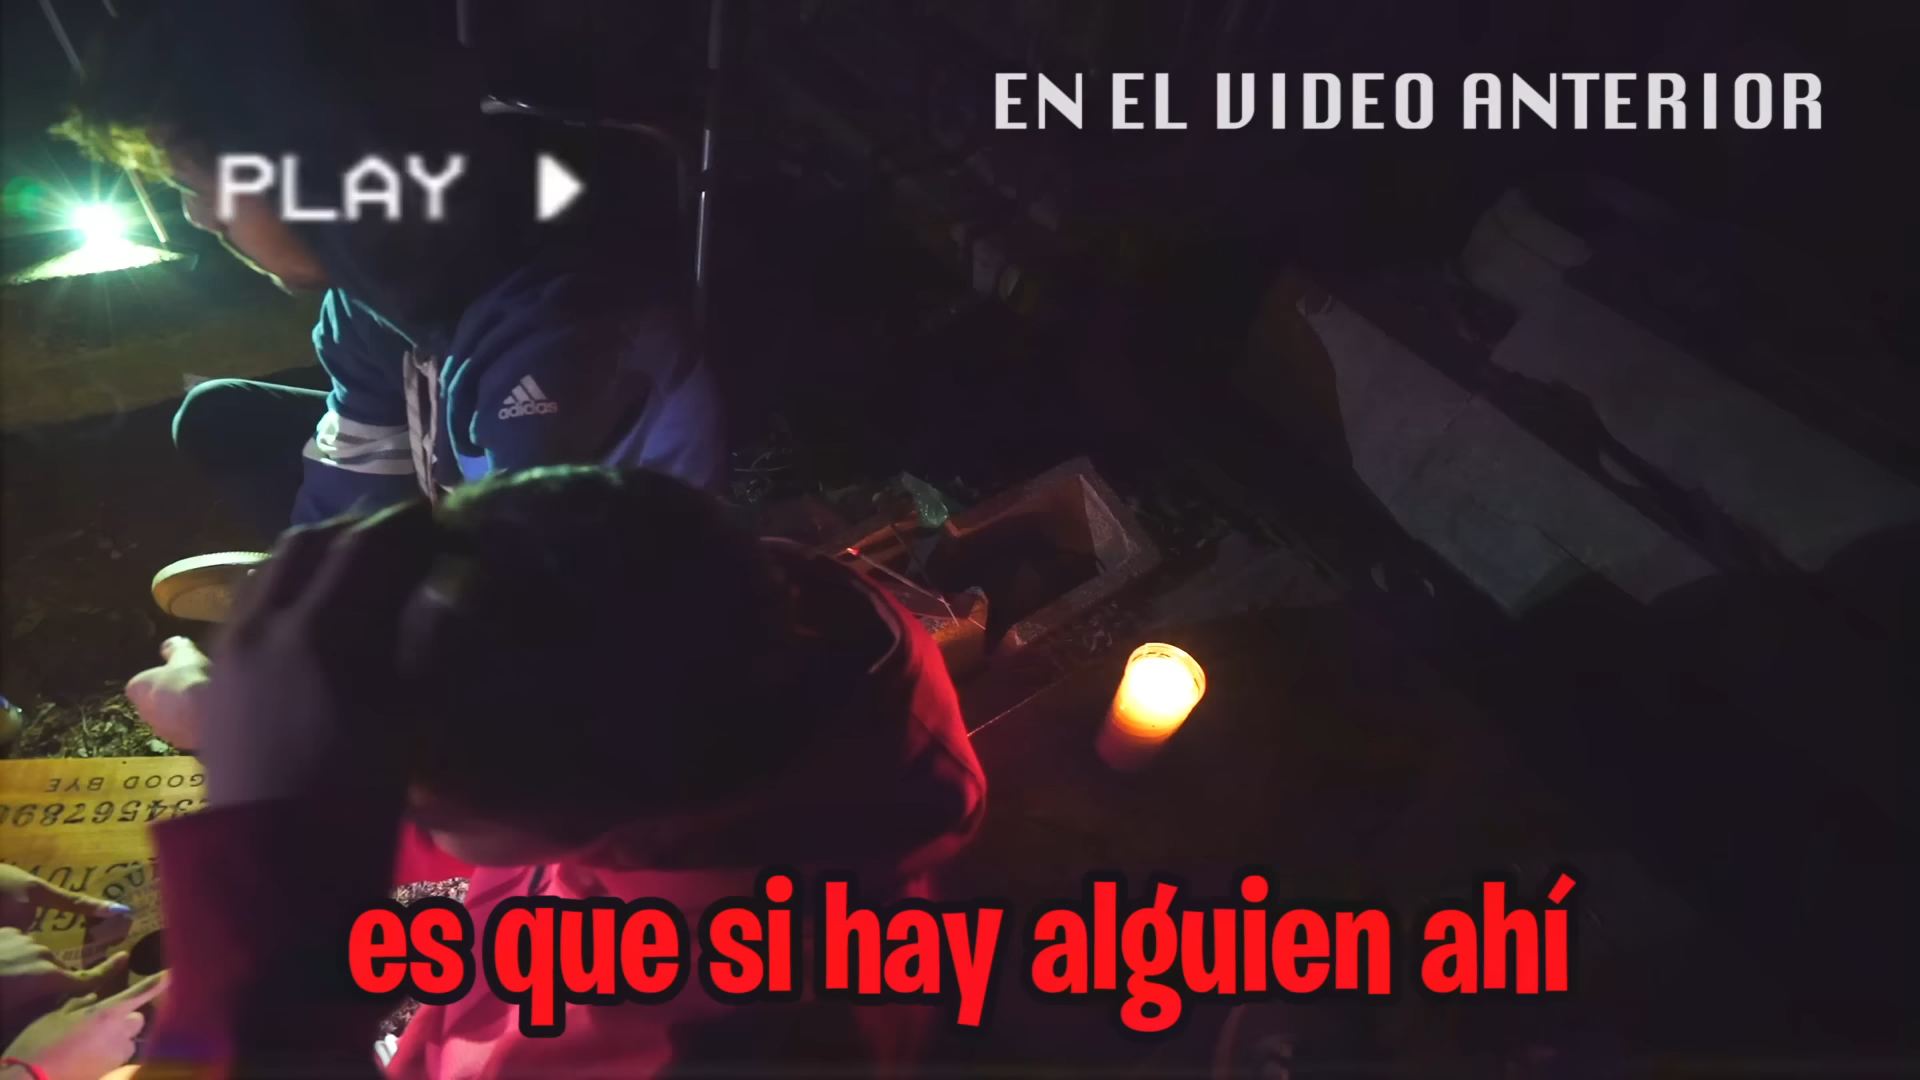 EN EL VIDEO ANTERIOR
PLAY
adidas
GOOD BYE
es que si hay alguien ahí